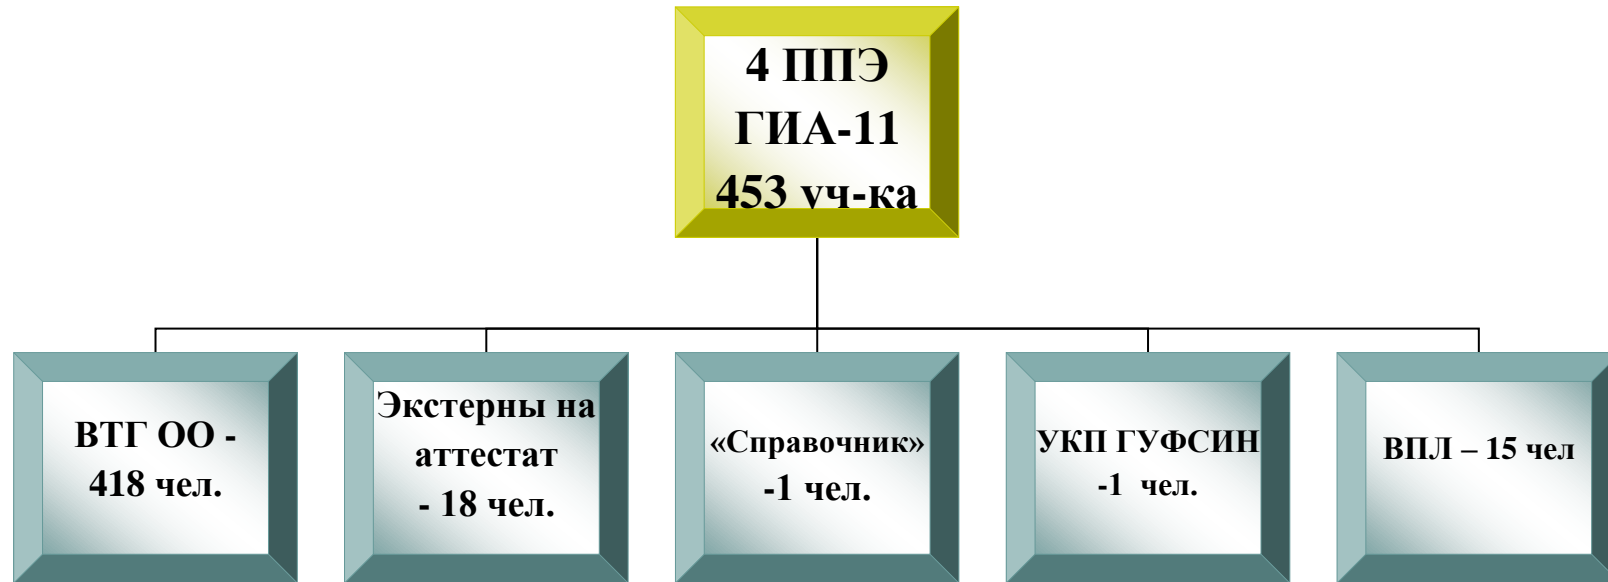 4 ППЭ
ГИА-11
453 уч-ка
ВТГ ОО -
418 чел.
Экстерны на
аттестат
- 18 чел.
«Справочник»
-1 чел.
УКП ГУФСИН
-1 чел.
ВПЛ – 15 чел